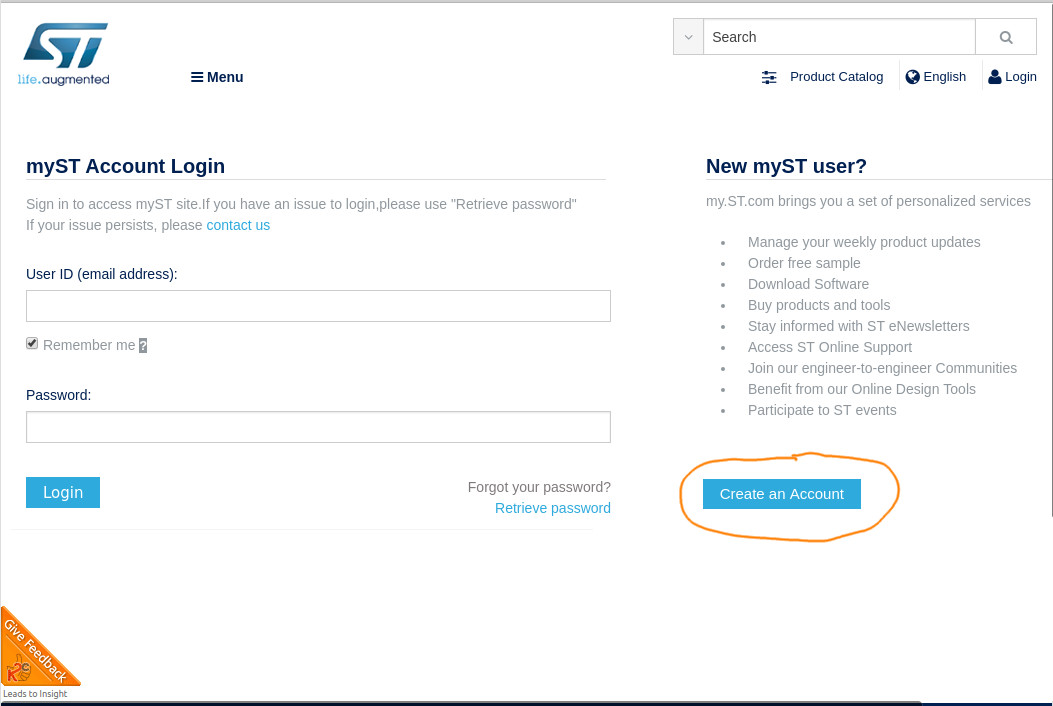 ST
life.augmented
Menu
Search
Product Catalog
English
Login
myST Account Login
Sign in to access myST site.If you have an issue to login,please use "Retrieve password"
If your issue persists, please contact us
User ID (email address):
Remember me ?
Password:
Login
Forgot your password?
Retrieve password
New myST user?
my.ST.com brings you a set of personalized services
Manage your weekly product updates
Order free sample
Download Software
Buy products and tools
Stay informed with ST eNewsletters
Access ST Online Support
Join our engineer-to-engineer Communities
Benefit from our Online Design Tools
Participate to ST events
Create an Account
Give Feedback
K2C
Leads to Insight